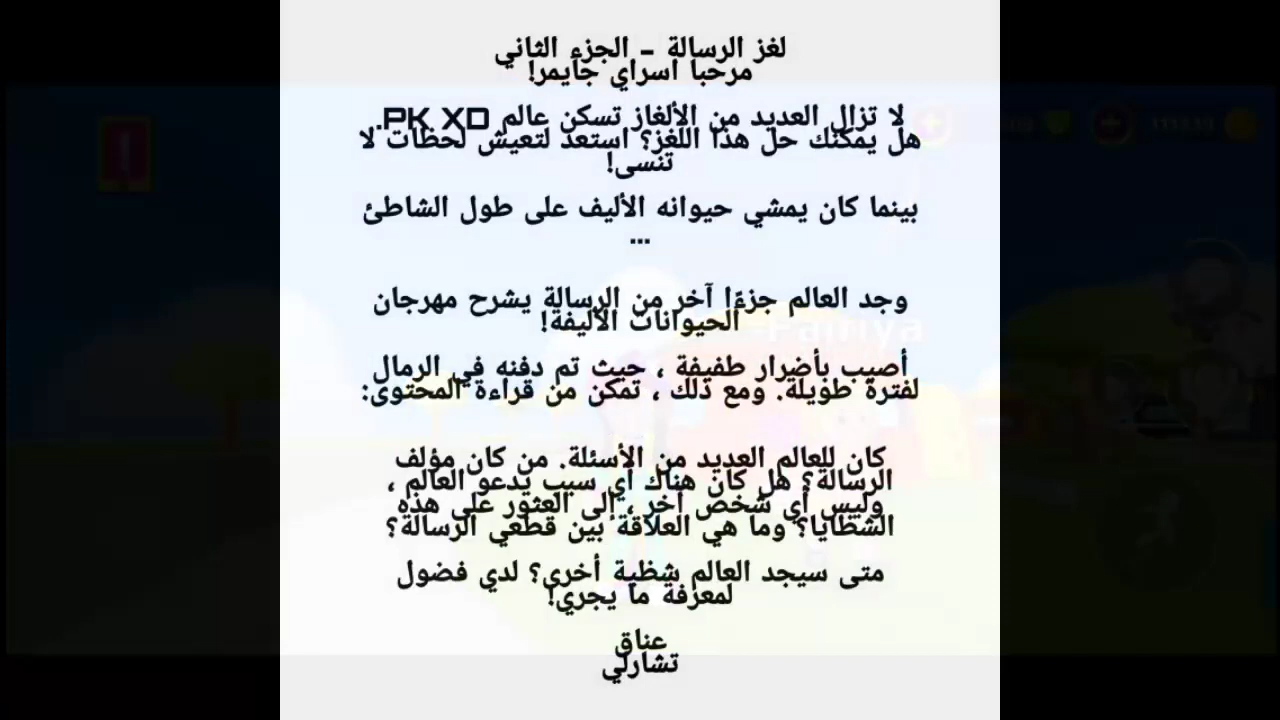 لغز الرسالة - الجزء الثاني
مرحبا اسراي جايمر!
لا تزال العديد من الألغاز تسكن عالم PK XD.
هل يمكنك حل هذا اللغز؟ استعد لتعيش لحظات لا
تنسى!
بينما كان يمشي حيوانه الأليف على طول الشاطئ
...
وجد العالم جزءًا آخر من الرسالة يشرح مهرجان
الحيوانات الأليفة!
أصيب بأضرار طفيفة ، حيث تم دفنه في الرمال
لفترة طويلة. ومع ذلك ، تمكن من قراءة المحتوى:
كان للعالم العديد من الأسئلة. من كان مؤلف
الرسالة؟ هل كان هناك أي سبب يدعو العالم ،
وليس أي شخص آخر ، إلى العثور على هذه
الشظايا؟ وما هي العلاقة بين قطعي الرسالة؟
متى سيجد العالم شظية أخرى؟ لدي فضول
لمعرفة ما يجري!
عناق
تشارلي